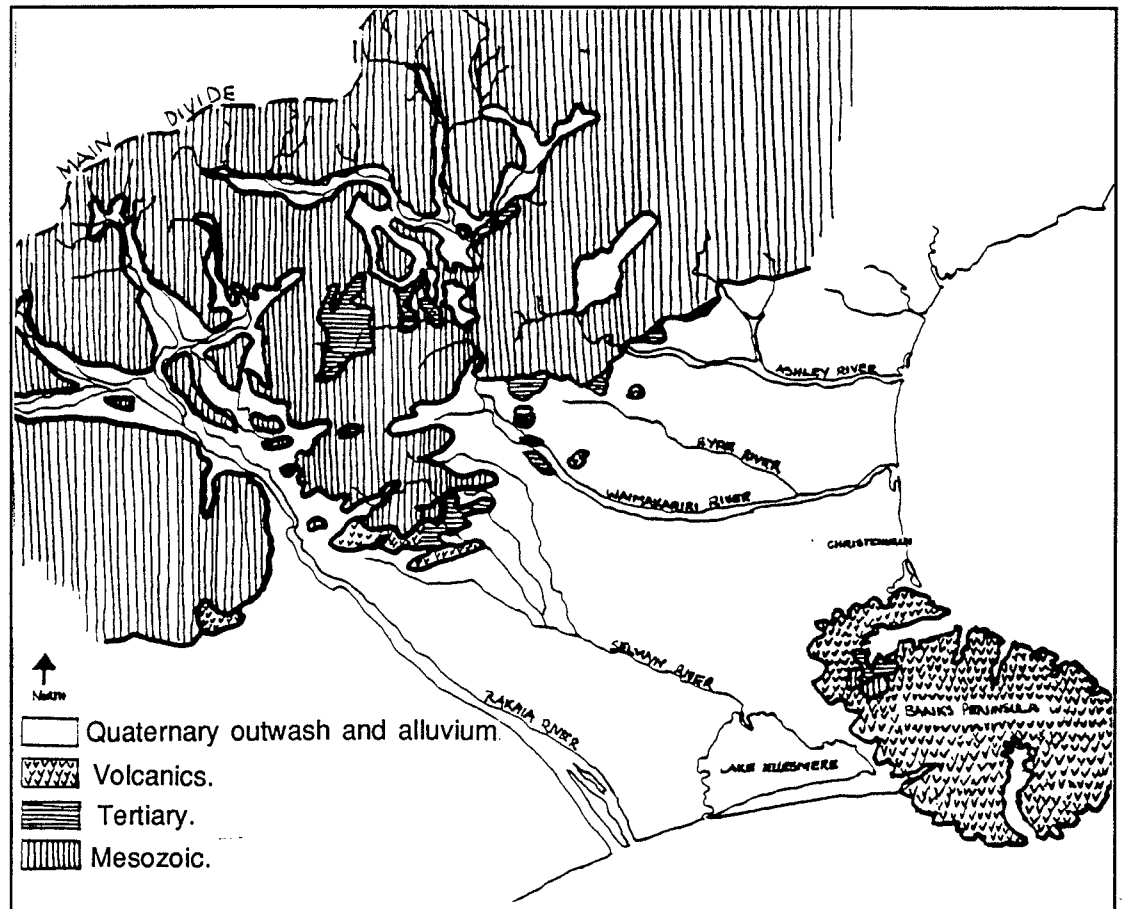 MAIN DIVIDE
ASHLEY RIVER
EYRE RIVER
WAIMAKARIRI RIVER
SELWYN RIVER
RAKAIA RIVER
BANKS PENINSULA
LAKE ELLESMERE
North
Quaternary outwash and alluvium.
Volcanics.
Tertiary.
Mesozoic.